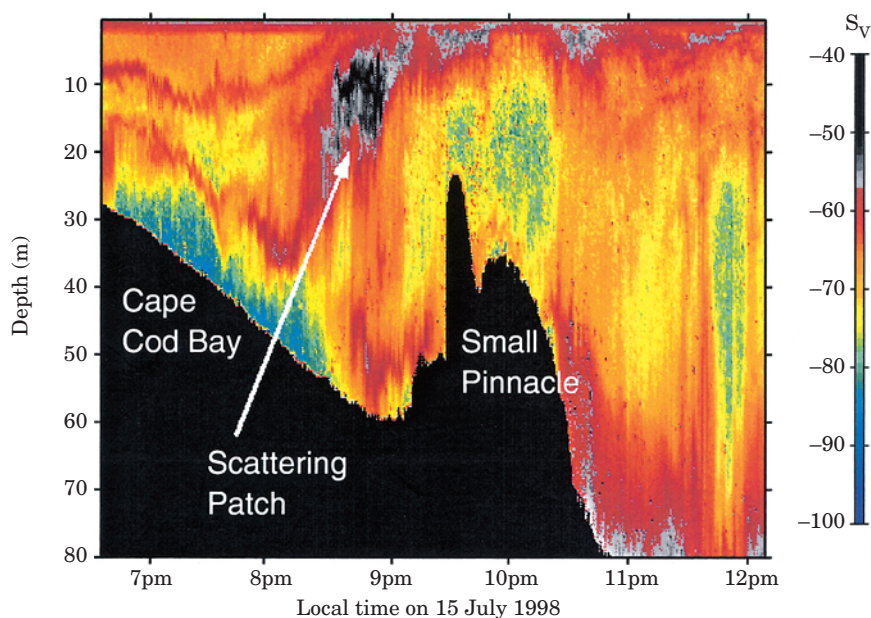 S_V
-40
-50
-60
-70
-80
-90
-100
Depth (m)
10
20
30
40
50
60
70
80
Cape
Cod Bay
Small
Pinnacle
Scattering
Patch
7pm 8pm 9pm 10pm 11pm 12pm
Local time on 15 July 1998